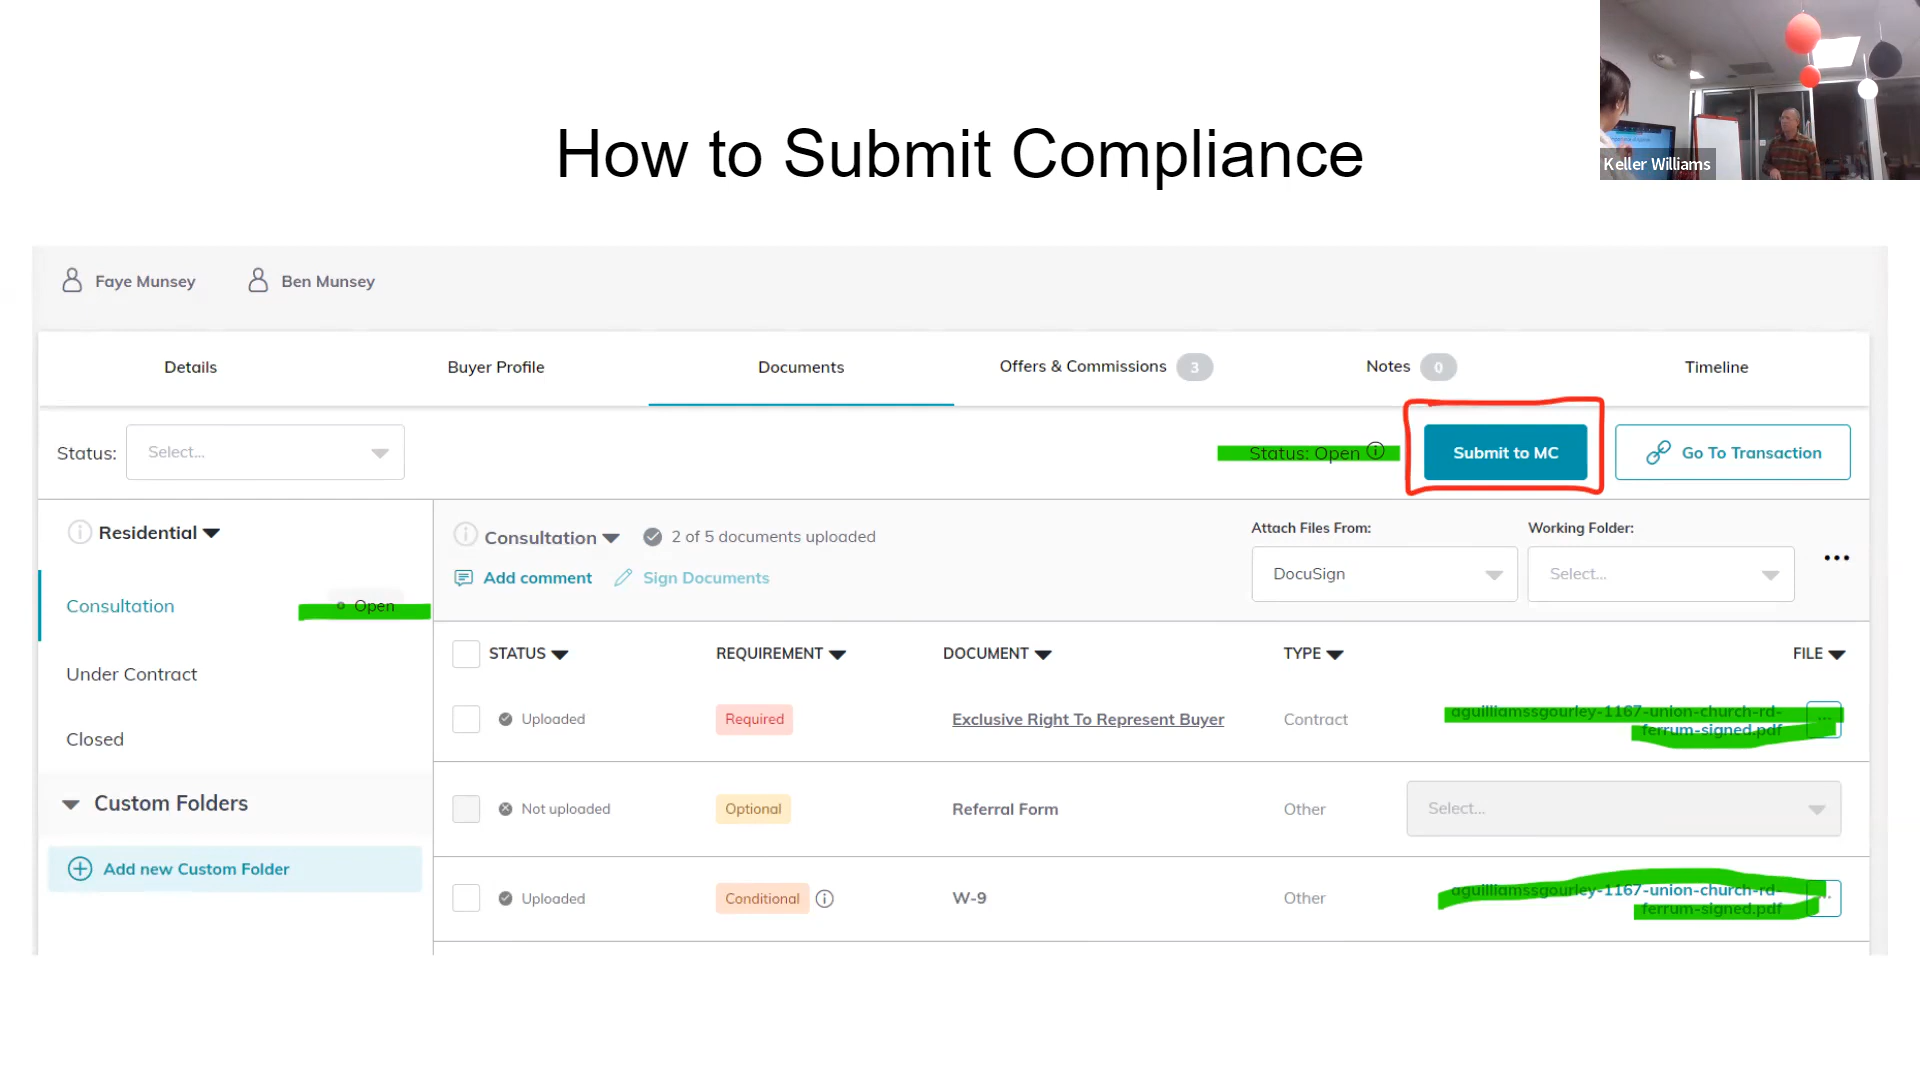 How to Submit Compliance
Keller Williams
Faye Munsey Ben Munsey
Details Buyer Profile Documents Offers & Commissions 3 Notes 0 Timeline
Status: Select... Status: Open Submit to MC Go To Transaction
Residential
Consultation Open
Under Contract
Closed
Custom Folders
Add new Custom Folder
Consultation 2 of 5 documents uploaded
Add comment Sign Documents
Attach Files From: Working Folder:
DocuSign Select...
STATUS REQUIREMENT DOCUMENT TYPE FILE
Uploaded Required Exclusive Right To Represent Buyer Contract aguilliamssgourley-1167-union-church-rd-
ferrum-signed.pdf
Not uploaded Optional Referral Form Other Select...
Uploaded Conditional W-9 Other aguilliamssgourley-1167-union-church-rd-
ferrum-signed.pdf